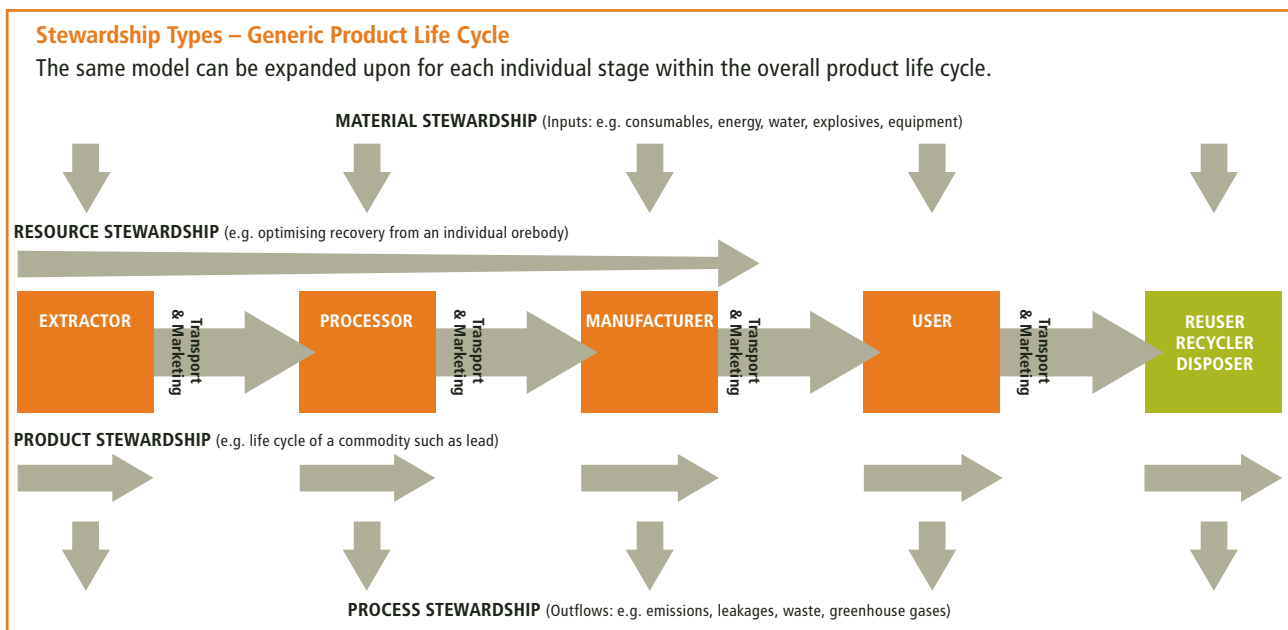 Stewardship Types – Generic Product Life Cycle
The same model can be expanded upon for each individual stage within the overall product life cycle.
MATERIAL STEWARDSHIP (Inputs: e.g. consumables, energy, water, explosives, equipment)
RESOURCE STEWARDSHIP (e.g. optimising recovery from an individual orebody)
EXTRACTOR
Transport
& Marketing
PROCESSOR
Transport
& Marketing
MANUFACTURER
Transport
& Marketing
USER
Transport
& Marketing
REUSER
RECYCLER
DISPOSER
PRODUCT STEWARDSHIP (e.g. life cycle of a commodity such as lead)
PROCESS STEWARDSHIP (Outflows: e.g. emissions, leakages, waste, greenhouse gases)